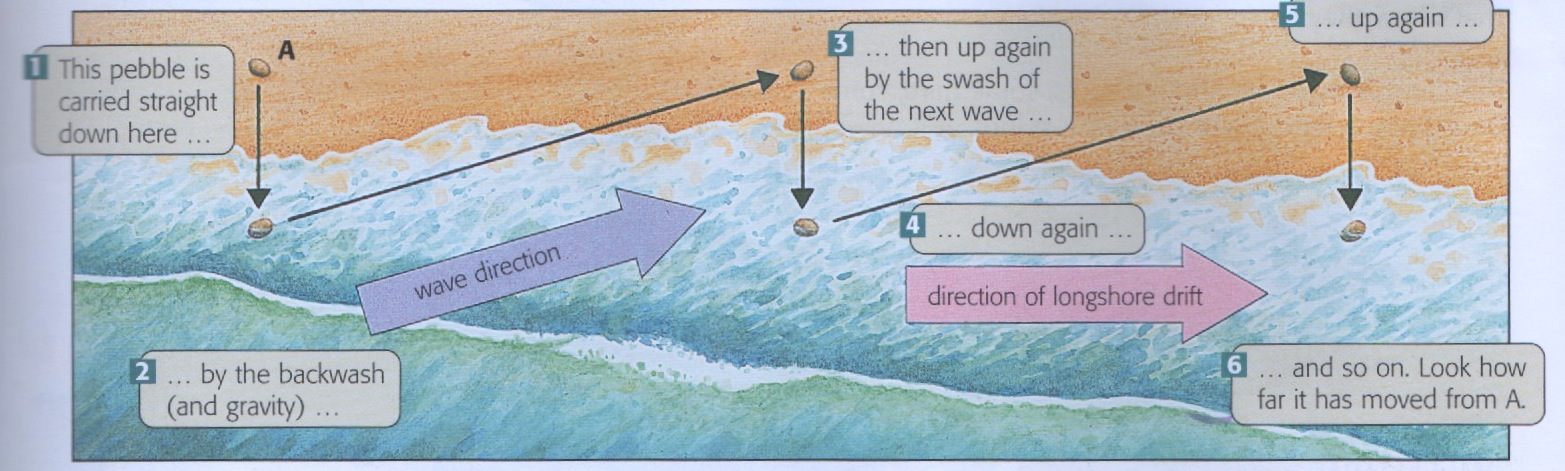 A
1 This pebble is
carried straight
down here ...
2 ... by the backwash
(and gravity) ...
3 ... then up again
by the swash of
the next wave ...
4 ... down again ...
5 ... up again ...
6 ... and so on. Look how
far it has moved from A.
wave direction
direction of longshore drift